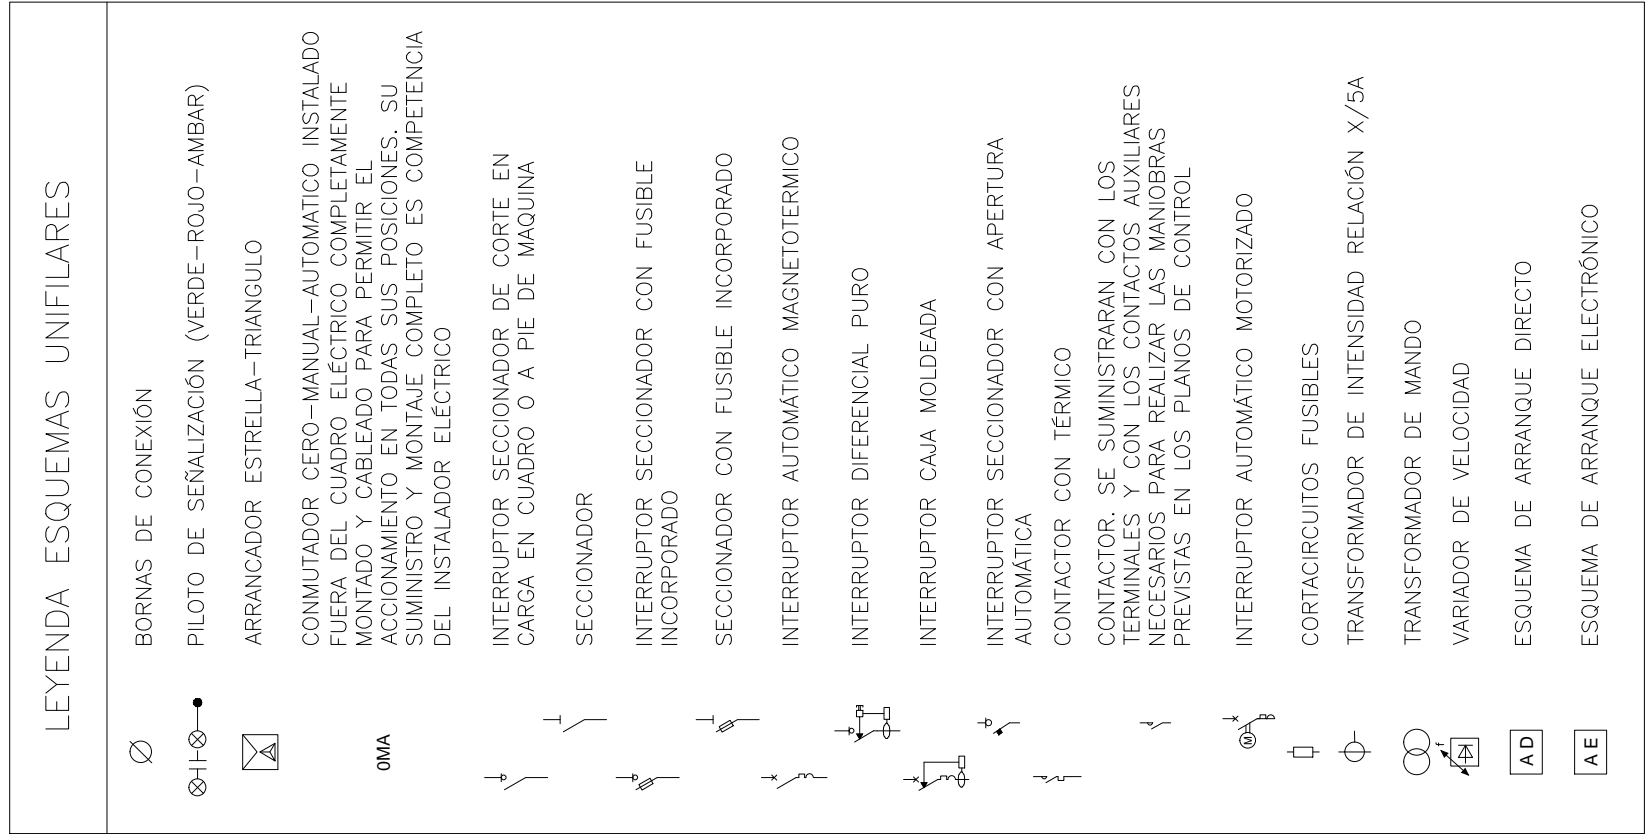 LEYENDA ESQUEMAS UNIFILARES
BORNAS DE CONEXIÓN
PILOTO DE SEÑALIZACIÓN (VERDE-ROJO-AMBAR)
ARRANCADOR ESTRELLA-TRIANGULO
0MA
CONMUTADOR CERO-MANUAL-AUTOMATICO INSTALADO
FUERA DEL CUADRO ELÉCTRICO COMPLETAMENTE
MONTADO Y CABLEADO PARA PERMITIR EL
ACCIONAMIENTO EN TODAS SUS POSICIONES. SU
SUMINISTRO Y MONTAJE COMPLETO ES COMPETENCIA
DEL INSTALADOR ELÉCTRICO
INTERRUPTOR SECCIONADOR DE CORTE EN
CARGA EN CUADRO O A PIE DE MAQUINA
SECCIONADOR
INTERRUPTOR SECCIONADOR CON FUSIBLE
INCORPORADO
SECCIONADOR CON FUSIBLE INCORPORADO
INTERRUPTOR AUTOMÁTICO MAGNETOTERMICO
INTERRUPTOR DIFERENCIAL PURO
INTERRUPTOR CAJA MOLDEADA
INTERRUPTOR SECCIONADOR CON APERTURA
AUTOMÁTICA
CONTACTOR CON TÉRMICO
CONTACTOR. SE SUMINISTRARAN CON LOS
TERMINALES Y CON LOS CONTACTOS AUXILIARES
NECESARIOS PARA REALIZAR LAS MANIOBRAS
PREVISTAS EN LOS PLANOS DE CONTROL
M
INTERRUPTOR AUTOMÁTICO MOTORIZADO
CORTACIRCUITOS FUSIBLES
TRANSFORMADOR DE INTENSIDAD RELACIÓN X/5A
TRANSFORMADOR DE MANDO
f
VARIADOR DE VELOCIDAD
A D
ESQUEMA DE ARRANQUE DIRECTO
A E
ESQUEMA DE ARRANQUE ELECTRÓNICO